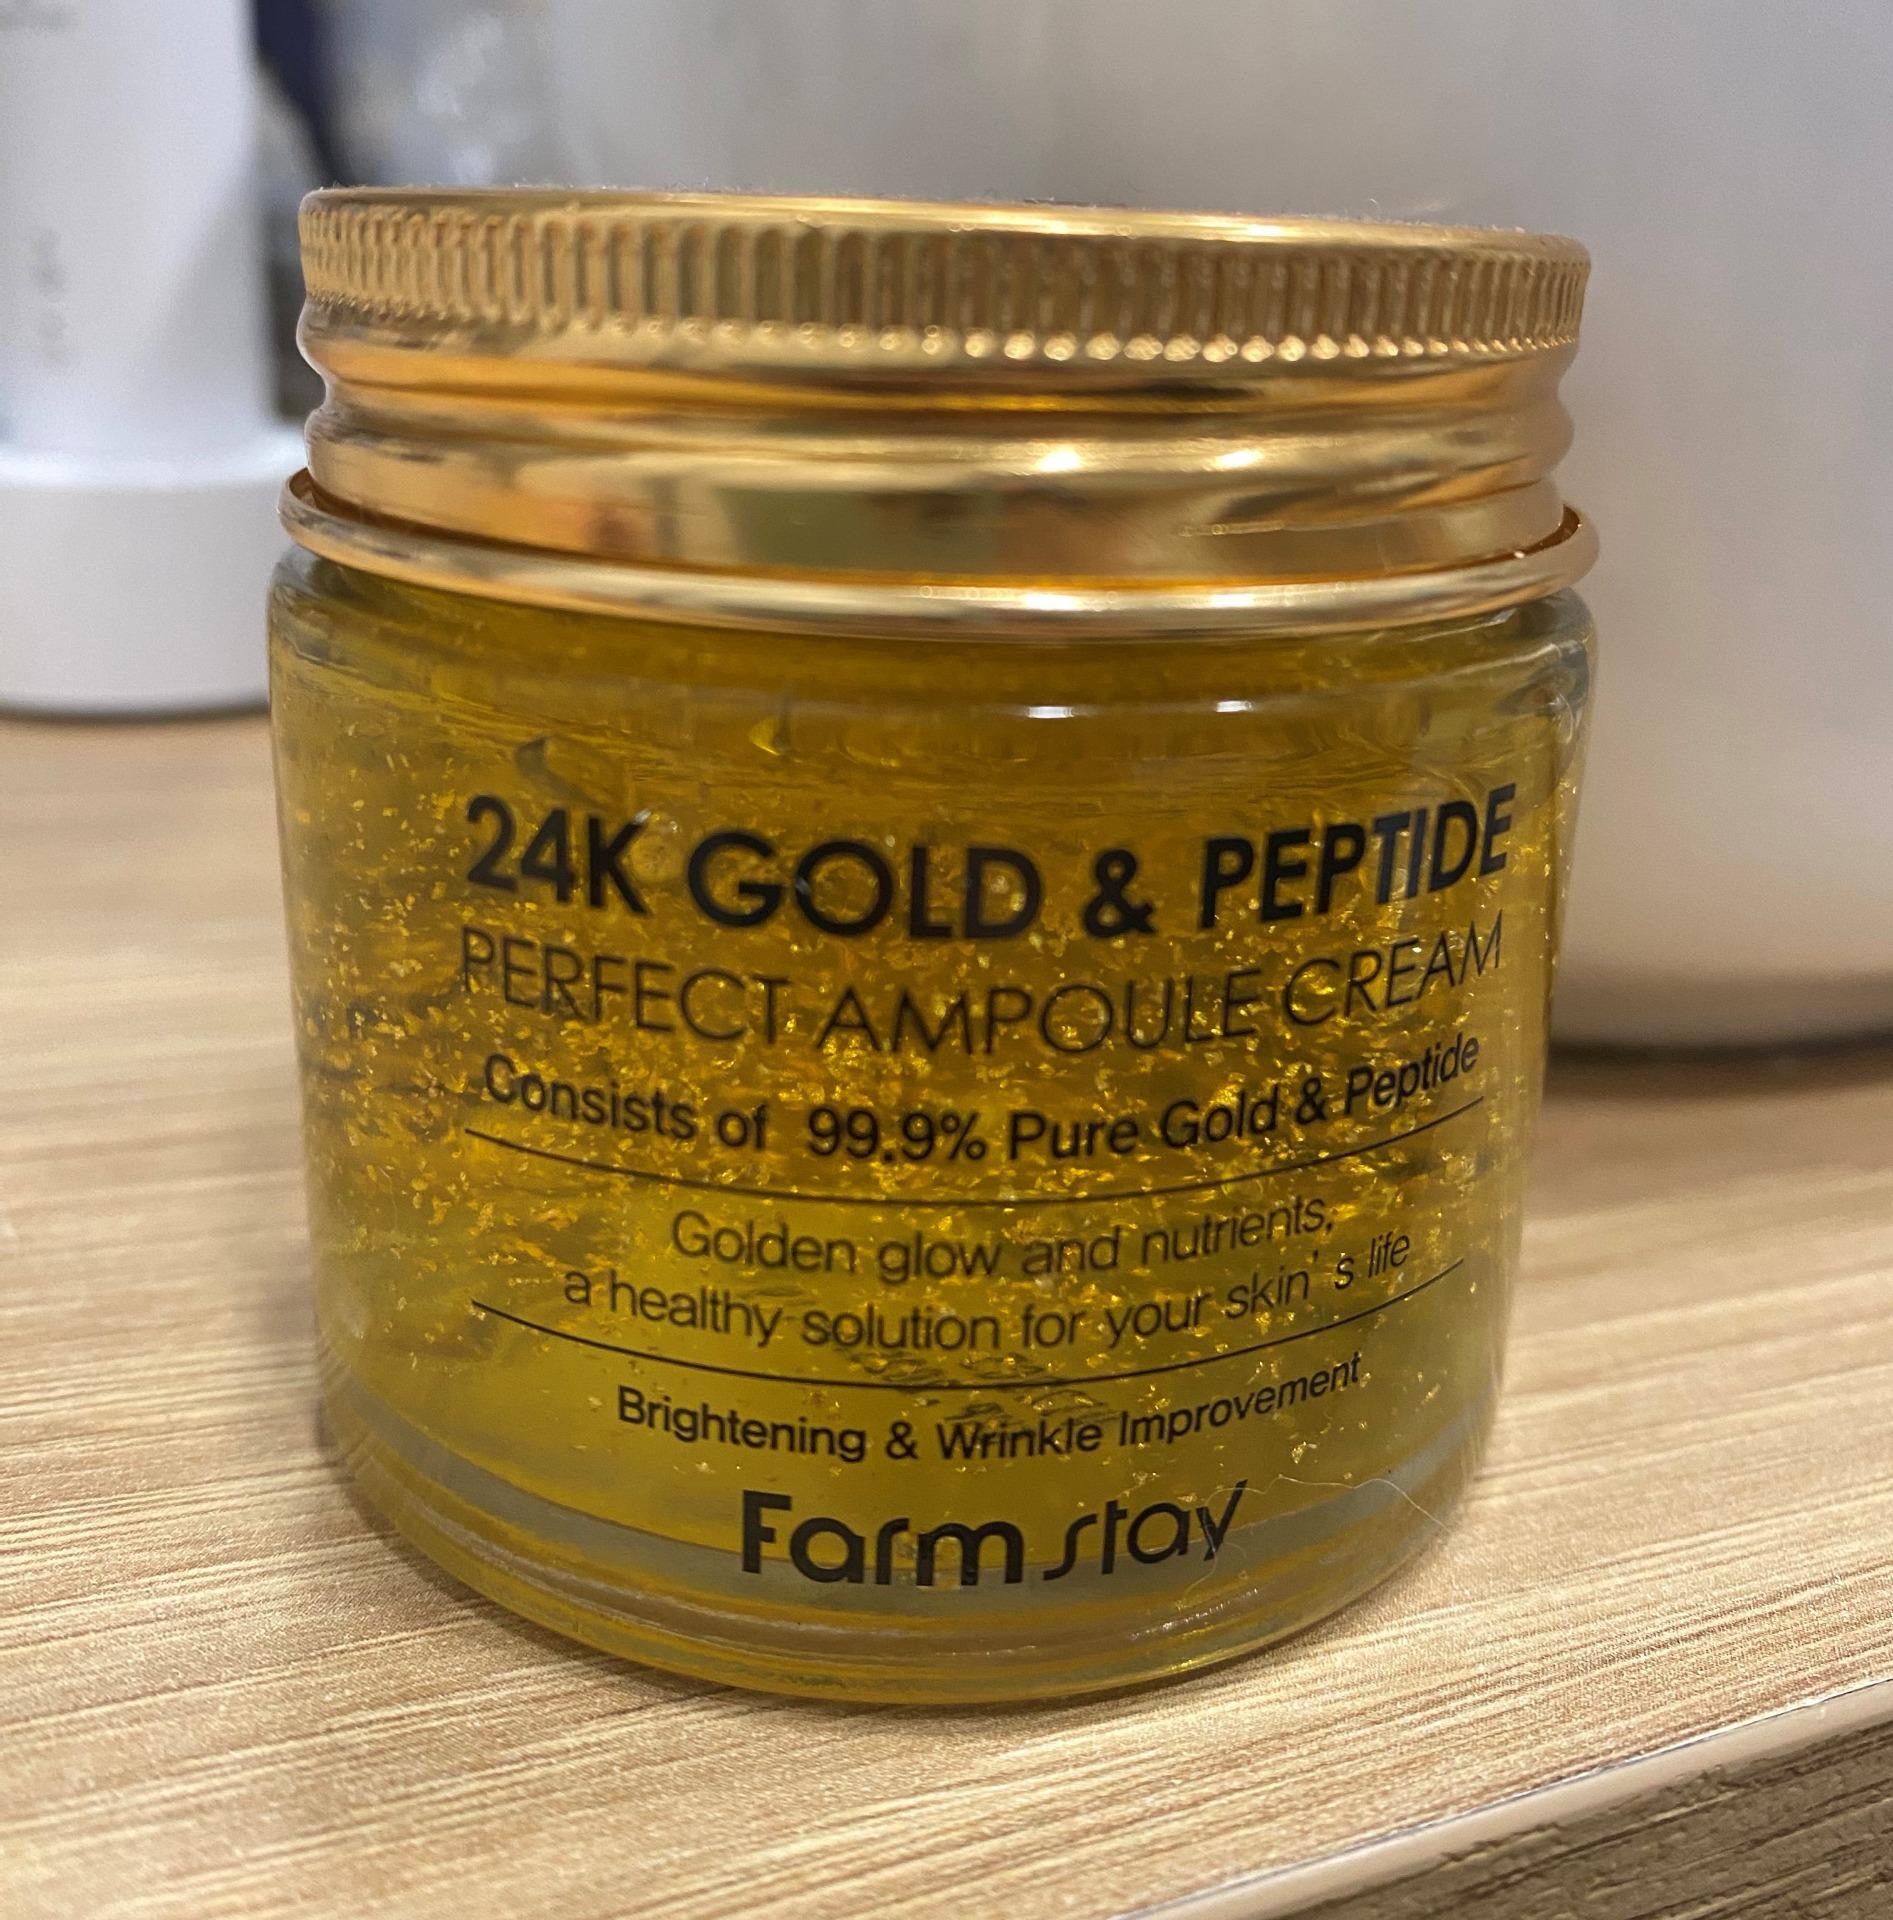 24K GOLD & PEPTIDE
PERFECT AMPOULE CREAM
Consists of 99.9% Pure Gold & Peptide
Golden glow and nutrients,
a healthy solution for your skin's life
Brightening & Wrinkle Improvement
Farm stay